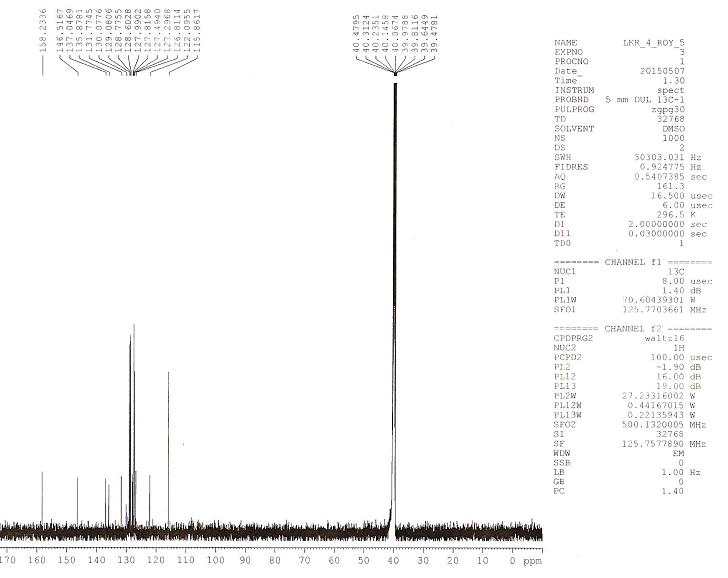 158.2336
146.5167
137.0469
135.8781
131.7745
130.0776
129.0806
128.7755
128.6028
127.9902
127.8158
127.4960
127.2968
126.8114
122.0955
115.8617
40.4795
40.3124
40.2351
40.1458
40.0674
39.9788
39.8116
39.6449
39.4781
NAME LKR_4_ROY_5
EXPNO 3
PROCNO 1
Date_ 20150507
Time 1.30
INSTRUM spect
PROBHD 5 mm DUL 13C-1
PULPROG zgpg30
TD 32768
SOLVENT DMSO
NS 1000
DS 2
SWH 30303.031 Hz
FIDRES 0.924775 Hz
AQ 0.5407385 sec
RG 161.3
DW 16.500 usec
DE 6.00 usec
TE 296.5 K
D1 2.00000000 sec
D11 0.03000000 sec
TD0 1
======== CHANNEL f1 ========
NUC1 13C
P1 8.00 usec
PL1 1.40 dB
PL1W 70.60439301 W
SFO1 125.7703661 MHz
======== CHANNEL f2 ========
CPDPRG2 waltz16
NUC2 1H
PCPD2 100.00 usec
PL2 -1.90 dB
PL12 16.00 dB
PL13 19.00 dB
PL2W 27.23316002 W
PL12W 0.44167015 W
PL13W 0.22135943 W
SFO2 500.1320005 MHz
SI 32768
SF 125.7577890 MHz
WDW EM
SSB 0
LB 1.00 Hz
GB 0
PC 1.40
170 160 150 140 130 120 110 100 90 80 70 60 50 40 30 20 10 0 ppm